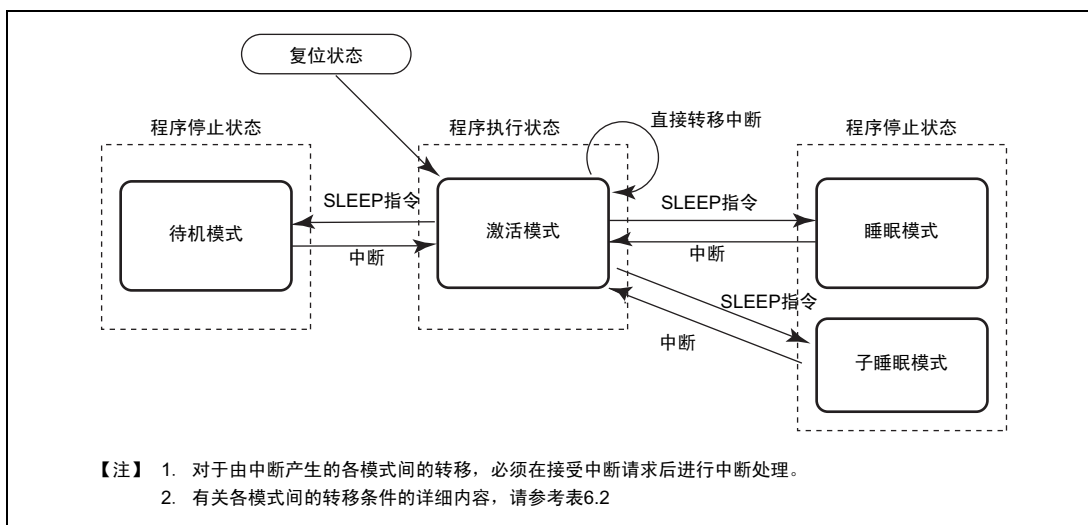 复位状态
程序停止状态
程序执行状态
直接转移中断
程序停止状态
待机模式
SLEEP指令
中断
激活模式
SLEEP指令
中断
睡眠模式
SLEEP指令
中断
子睡眠模式
【注】 1. 对于由中断产生的各模式间的转移，必须在接受中断请求后进行中断处理。
2. 有关各模式间的转移条件的详细内容，请参考表6.2